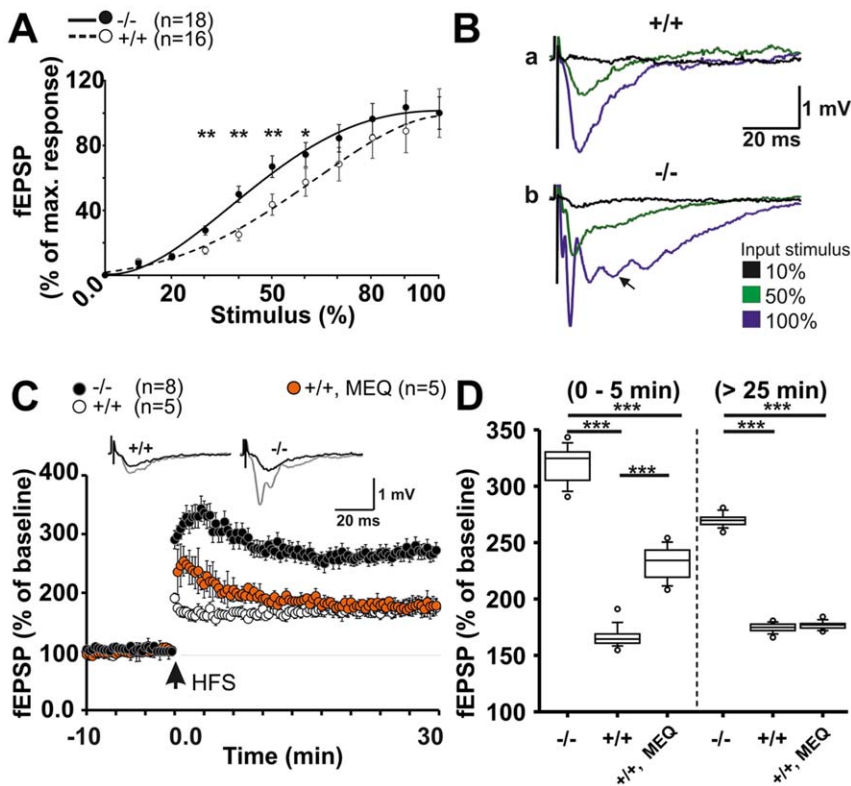 A
-/- (n=18)
+/+ (n=16)
120
80
40
0.0
20
50
80
100
fEPSP
(% of max. response)
Stimulus (%)
** ** ** *
B
+/+
a
1 mV
20 ms
-/-
b
Input stimulus
10%
50%
100%
C
-/- (n=8)
+/+ (n=5)
+/+, MEQ (n=5)
+/+
-/-
1 mV
20 ms
400
300
200
100
0.0
HFS
-10
0.0
30
fEPSP (% of baseline)
Time (min)
D
(0 - 5 min)
(> 25 min)
***
***
***
***
***
350
300
250
200
150
100
fEPSP (% of baseline)
-/-
+/+
+/+, MEQ
-/-
+/+
+/+, MEQ